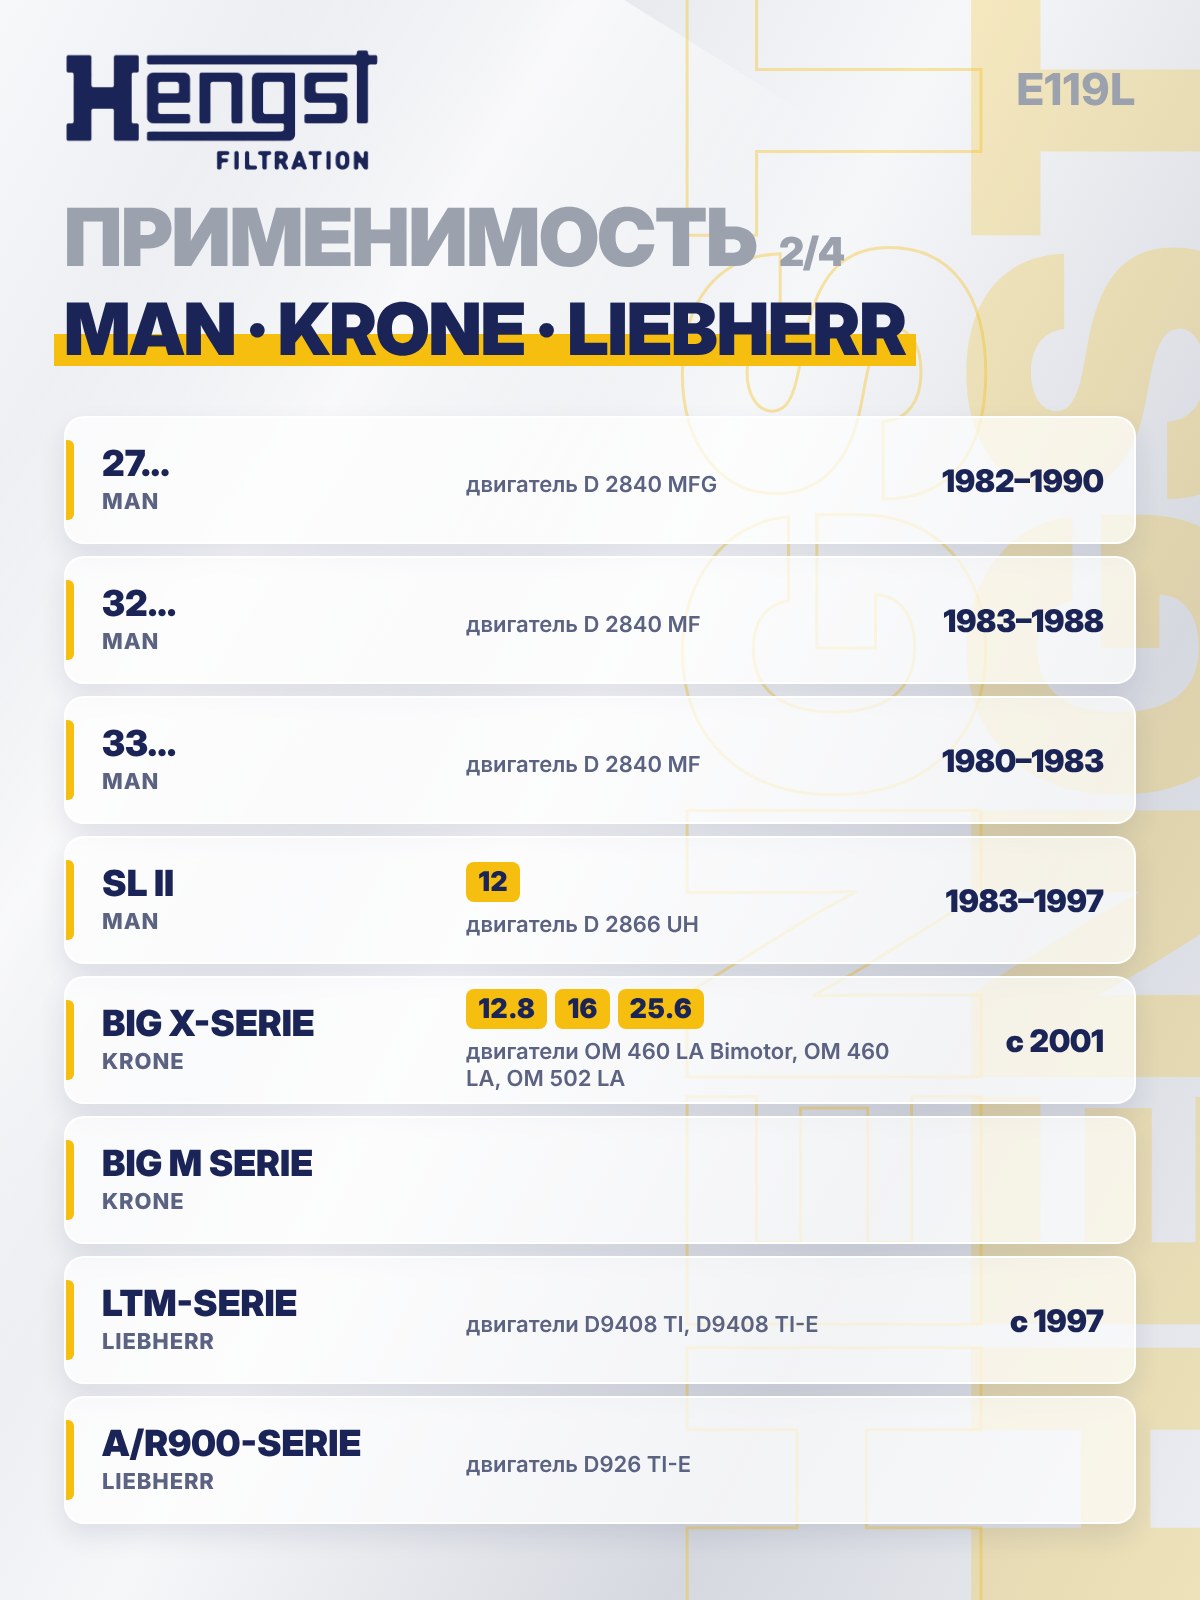 Hengst
FILTRATION
E119L
ПРИМЕНИМОСТЬ 2/4
MAN · KRONE · LIEBHERR
27...
MAN
двигатель D 2840 MFG
1982–1990
32...
MAN
двигатель D 2840 MF
1983–1988
33...
MAN
двигатель D 2840 MF
1980–1983
SL II
MAN
12
двигатель D 2866 UH
1983–1997
BIG X-SERIE
KRONE
12.8 16 25.6
двигатели OM 460 LA Bimotor, OM 460
LA, OM 502 LA
с 2001
BIG M SERIE
KRONE
LTM-SERIE
LIEBHERR
двигатели D9408 TI, D9408 TI-E
с 1997
A/R900-SERIE
LIEBHERR
двигатель D926 TI-E
HENGST
HENGST